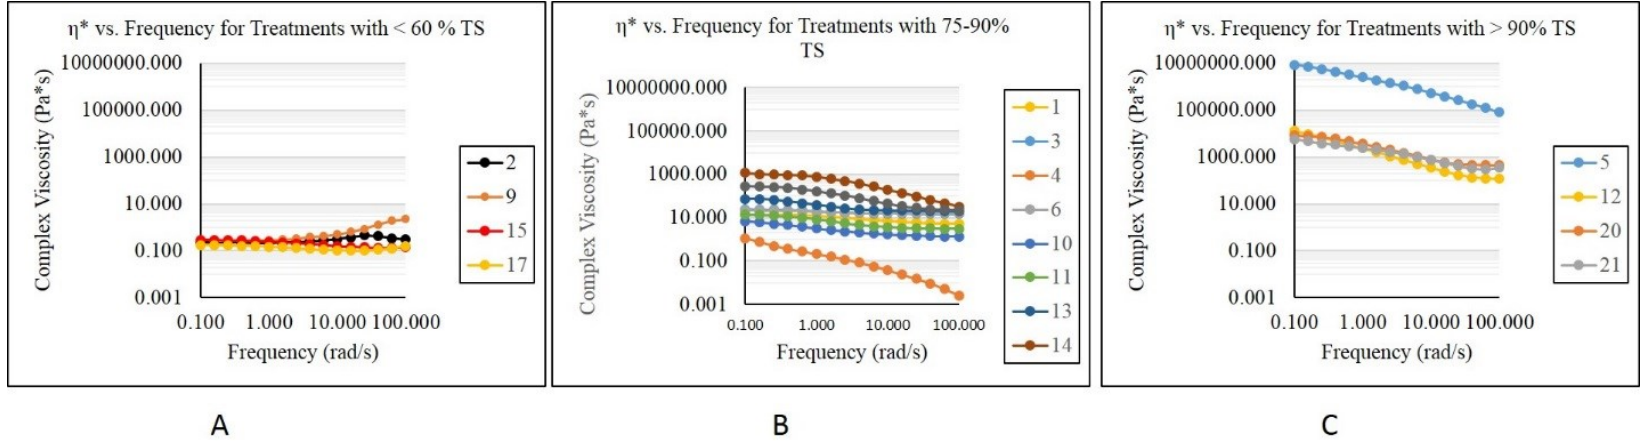 η* vs. Frequency for Treatments with < 60 % TS
Complex Viscosity (Pa*s)
10000000.000
100000.000
1000.000
10.000
0.100
0.001
0.100 1.000 10.000 100.000
Frequency (rad/s)
2
9
15
17
A
η* vs. Frequency for Treatments with 75-90%
TS
Complex Viscosity (Pa*s)
10000000.000
100000.000
1000.000
10.000
0.100
0.001
0.100 1.000 10.000 100.000
Frequency (rad/s)
1
3
4
6
10
11
13
14
B
η* vs. Frequency for Treatments with > 90% TS
Complex Viscosity (Pa*s)
10000000.000
100000.000
1000.000
10.000
0.100
0.001
0.100 1.000 10.000 100.000
Frequency (rad/s)
5
12
20
21
C